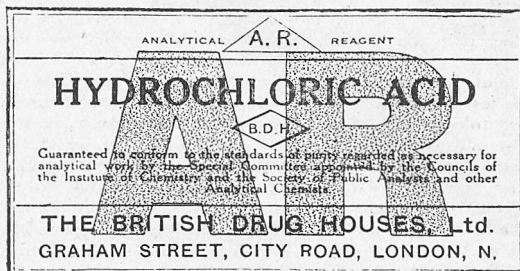 ANALYTICAL A. R. REAGENT
HYDROCHLORIC ACID
B.D.H.
Guaranteed to conform to the standards of purity regarded as necessary for
analytical work by the Special Committee appointed by the Councils of
the Institute of Chemistry and the Society of Public Analysts and other
Analytical Chemists.
AR
THE BRITISH DRUG HOUSES, Ltd.
GRAHAM STREET, CITY ROAD, LONDON, N.